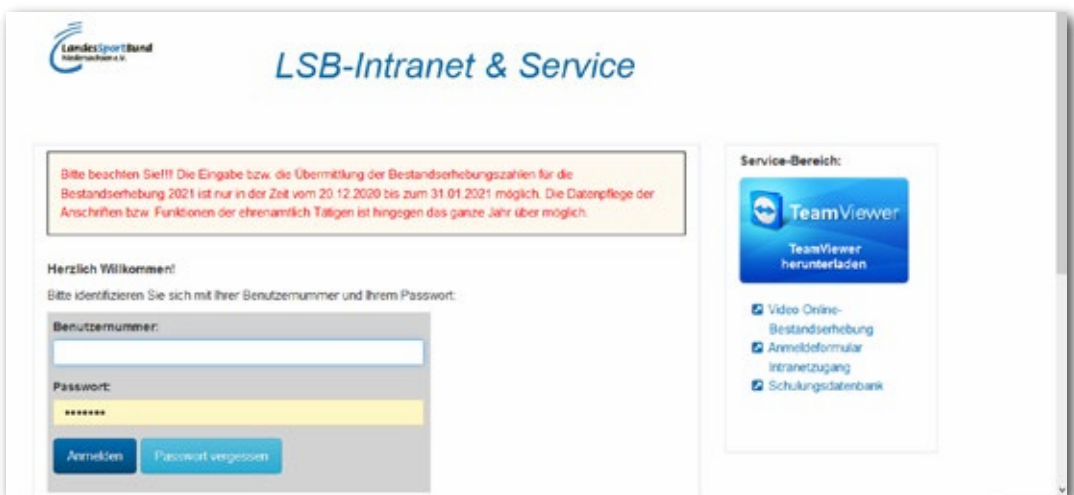 LandesSportBund
Niedersachsen e.V.
LSB-Intranet & Service
Bitte beachten Sie!!!! Die Eingabe bzw. die Übermittlung der Bestandserhebungszahlen für die
Bestandserhebung 2021 ist nur in der Zeit vom 20.12.2020 bis zum 31.01.2021 möglich. Die Datenpflege der
Anschriften bzw. Funktionen der ehrenamtlich Tätigen ist hingegen das ganze Jahr über möglich.
Herzlich Willkommen!
Bitte identifizieren Sie sich mit Ihrer Benutzernummer und Ihrem Passwort:
Benutzernummer:
Passwort:
•••••••
Anmelden
Passwort vergessen
Service-Bereich:
TeamViewer
TeamViewer
herunterladen
Video Online-
Bestandserhebung
Anmeldeformular
Intranetzugang
Schulungsdatenbank